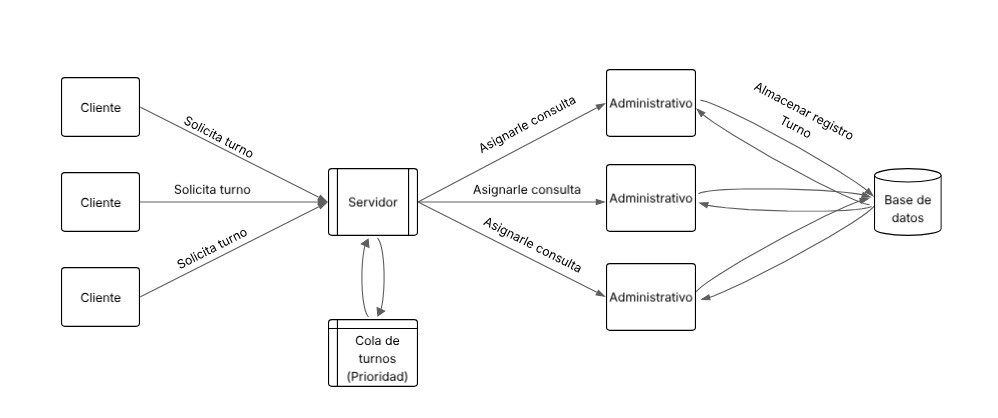 Cliente
Solicita turno
Cliente
Solicita turno
Cliente
Solicita turno
Servidor
Cola de
turnos
(Prioridad)
Asignarle consulta
Asignarle consulta
Asignarle consulta
Administrativo
Administrativo
Administrativo
Almacenar registro
Turno
Base de
datos